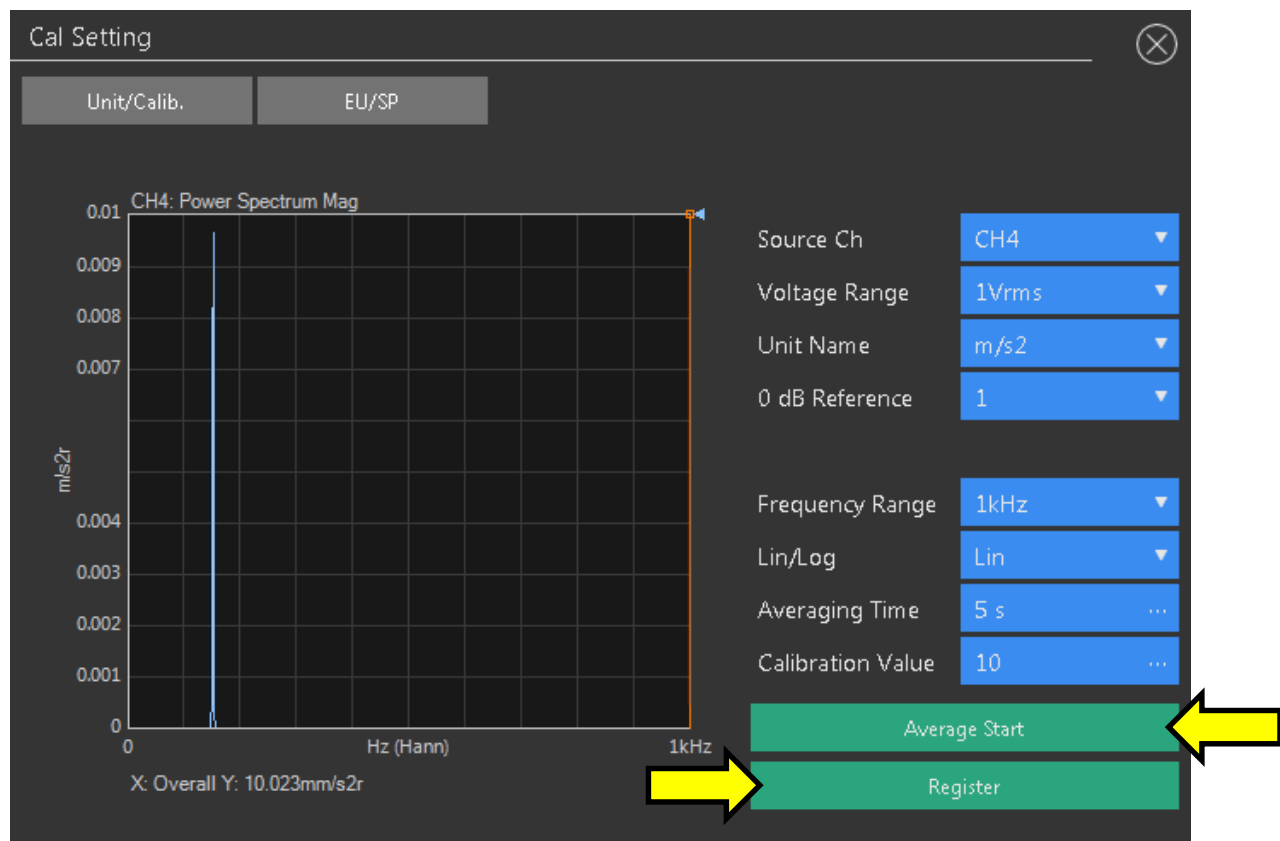 Cal Setting
Unit/Calib.
EU/SP
CH4: Power Spectrum Mag
0.01
0.009
0.008
0.007
m/s2r
0.004
0.003
0.002
0.001
0
0
Hz (Hann)
1kHz
X: Overall Y: 10.023mm/s2r
Source Ch CH4
Voltage Range 1Vrms
Unit Name m/s2
0 dB Reference 1
Frequency Range 1kHz
Lin/Log Lin
Averaging Time 5 s ...
Calibration Value 10 ...
Average Start
Register